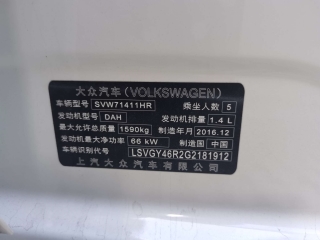 大众汽车(VOLKSWAGEN)
车辆型号 SVW71411HR 乘坐人数 5
发动机型号 DAH 发动机排量 1.4 L
最大允许总质量 1590kg 制造年月 2016.12
发动机最大净功率 66 kW 制造国 中国
车辆识别代号 LSVGY46R2G2181912
上汽大众汽车有限公司